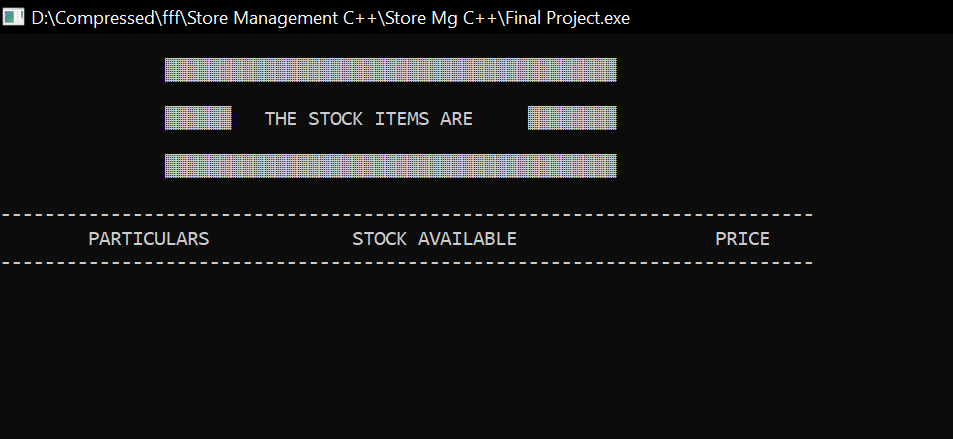 D:\Compressed\fff\Store Management C++\Store Mg C++\Final Project.exe
THE STOCK ITEMS ARE
--------------------------------------------------------------------------
PARTICULARS STOCK AVAILABLE PRICE
--------------------------------------------------------------------------